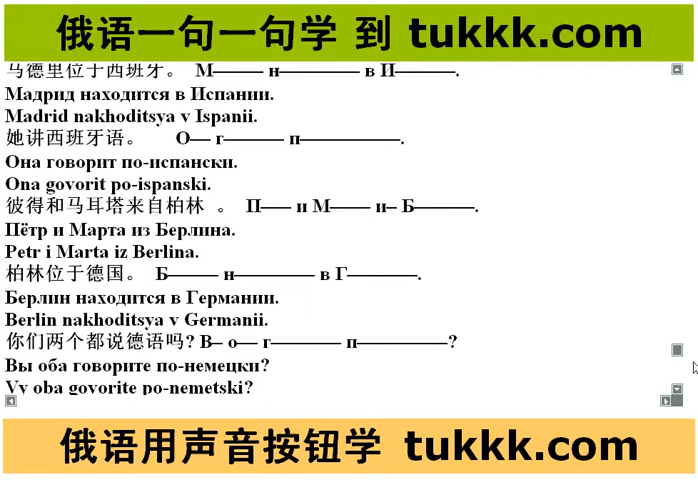 俄语一句一句学 到 tukkk.com
马德里位于西班牙。 М—— н———— в И———.
Мадрид находится в Испании.
Madrid nakhoditsya v Ispanii.
她讲西班牙语。 О— г——— п—————.
Она говорит по-испански.
Ona govorit po-ispanski.
彼得和马耳塔来自柏林 。 П—— и М—— и– Б———.
Пётр и Марта из Берлина.
Petr i Marta iz Berlina.
柏林位于德国。 Б—— н———— в Г———.
Берлин находится в Германии.
Berlin nakhoditsya v Germanii.
你们两个都说德语吗? В– о— г——— п————?
Вы оба говорите по-немецки?
Vy oba govorite po-nemetski?
俄语用声音按钮学 tukkk.com